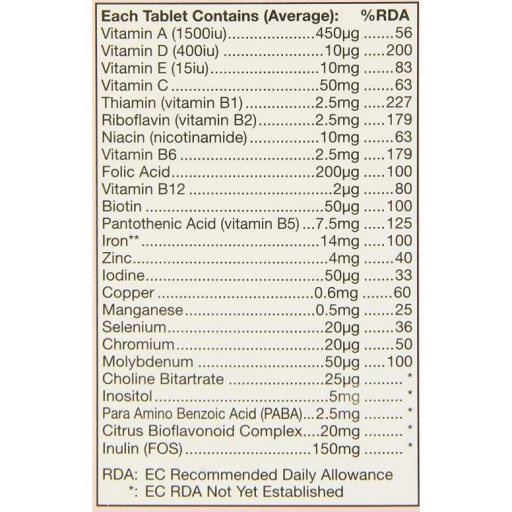 Each Tablet Contains (Average): %RDA
Vitamin A (1500iu)....................450µg......56
Vitamin D (400iu) .....................10µg.....200
Vitamin E (15iu)........................10mg......83
Vitamin C ..................................50mg......63
Thiamin (vitamin B1)................2.5mg....227
Riboflavin (vitamin B2).............2.5mg....179
Niacin (nicotinamide) ...............10mg......63
Vitamin B6 ...............................2.5mg ....179
Folic Acid.................................200µg.....100
Vitamin B12 .................................2µg.......80
Biotin ........................................50µg.....100
Pantothenic Acid (vitamin B5) ...7.5mg.....125
Iron**........................................14mg.....100
Zinc............................................4mg.......40
Iodine........................................50µg.......33
Copper ....................................0.6mg.......60
Manganese..............................0.5mg.......25
Selenium...................................20µg.......36
Chromium.................................20µg.......50
Molybdenum ............................50µg.....100
Choline Bitartrate .....................25µg ......... *
Inositol .......................................5mg ......... *
Para Amino Benzoic Acid (PABA)...2.5mg ......... *
Citrus Bioflavonoid Complex....20mg ......... *
Inulin (FOS) .............................150mg ......... *
RDA: EC Recommended Daily Allowance
*: EC RDA Not Yet Established